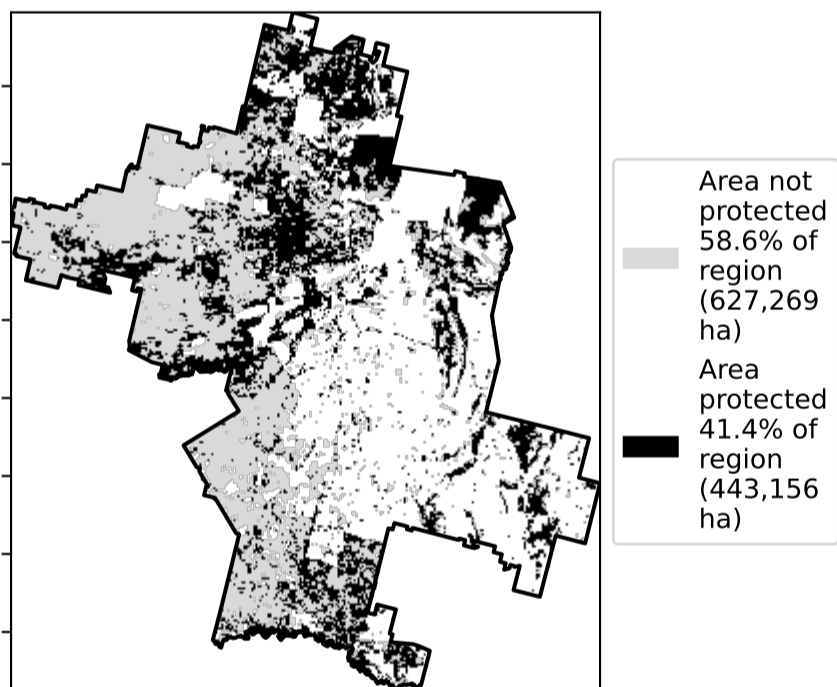 Area not
protected
58.6% of
region
(627,269
ha)
Area
protected
41.4% of
region
(443,156
ha)